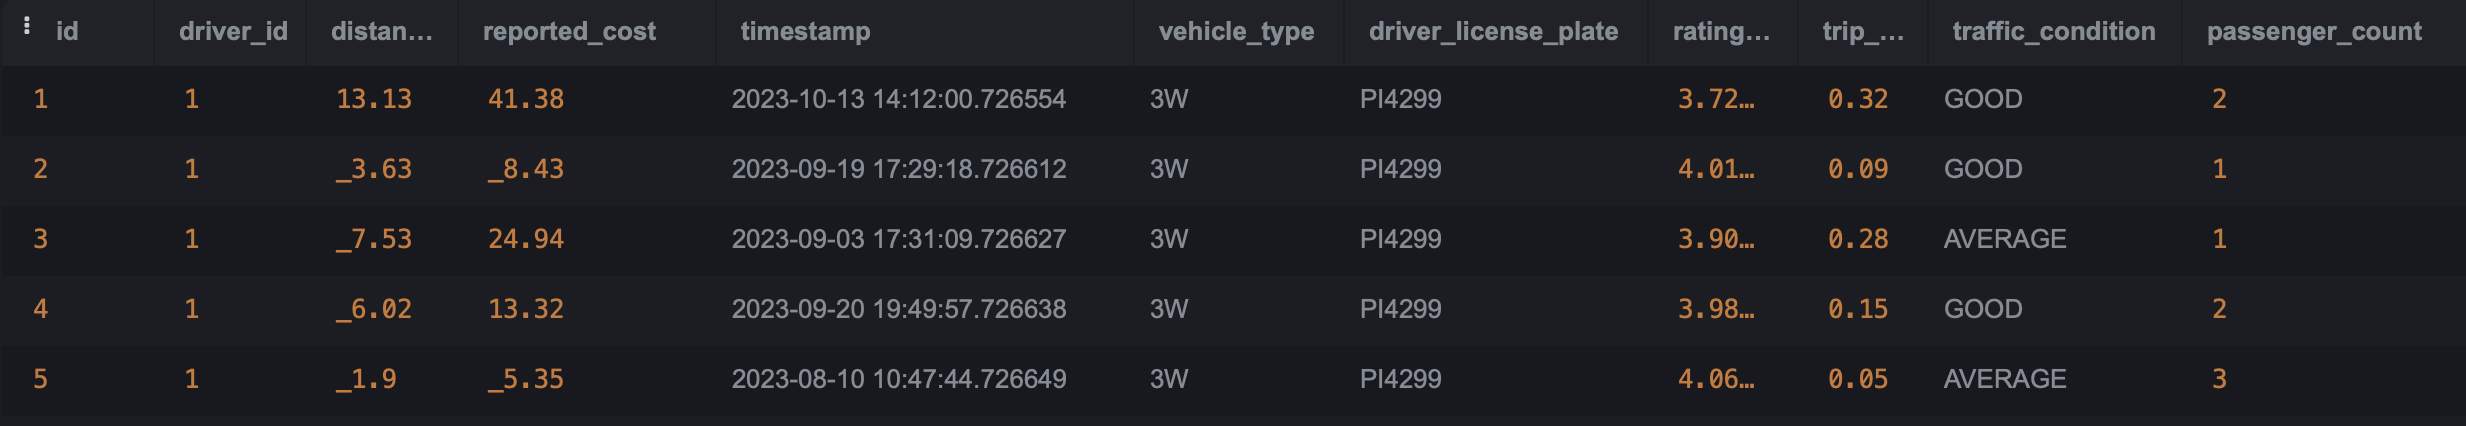 id driver_id distan... reported_cost timestamp vehicle_type driver_license_plate rating... trip_... traffic_condition passenger_count
1 1 13.13 41.38 2023-10-13 14:12:00.726554 3W PI4299 3.72... 0.32 GOOD 2
2 1 _3.63 _8.43 2023-09-19 17:29:18.726612 3W PI4299 4.01... 0.09 GOOD 1
3 1 _7.53 24.94 2023-09-03 17:31:09.726627 3W PI4299 3.90... 0.28 AVERAGE 1
4 1 _6.02 13.32 2023-09-20 19:49:57.726638 3W PI4299 3.98... 0.15 GOOD 2
5 1 _1.9 _5.35 2023-08-10 10:47:44.726649 3W PI4299 4.06... 0.05 AVERAGE 3